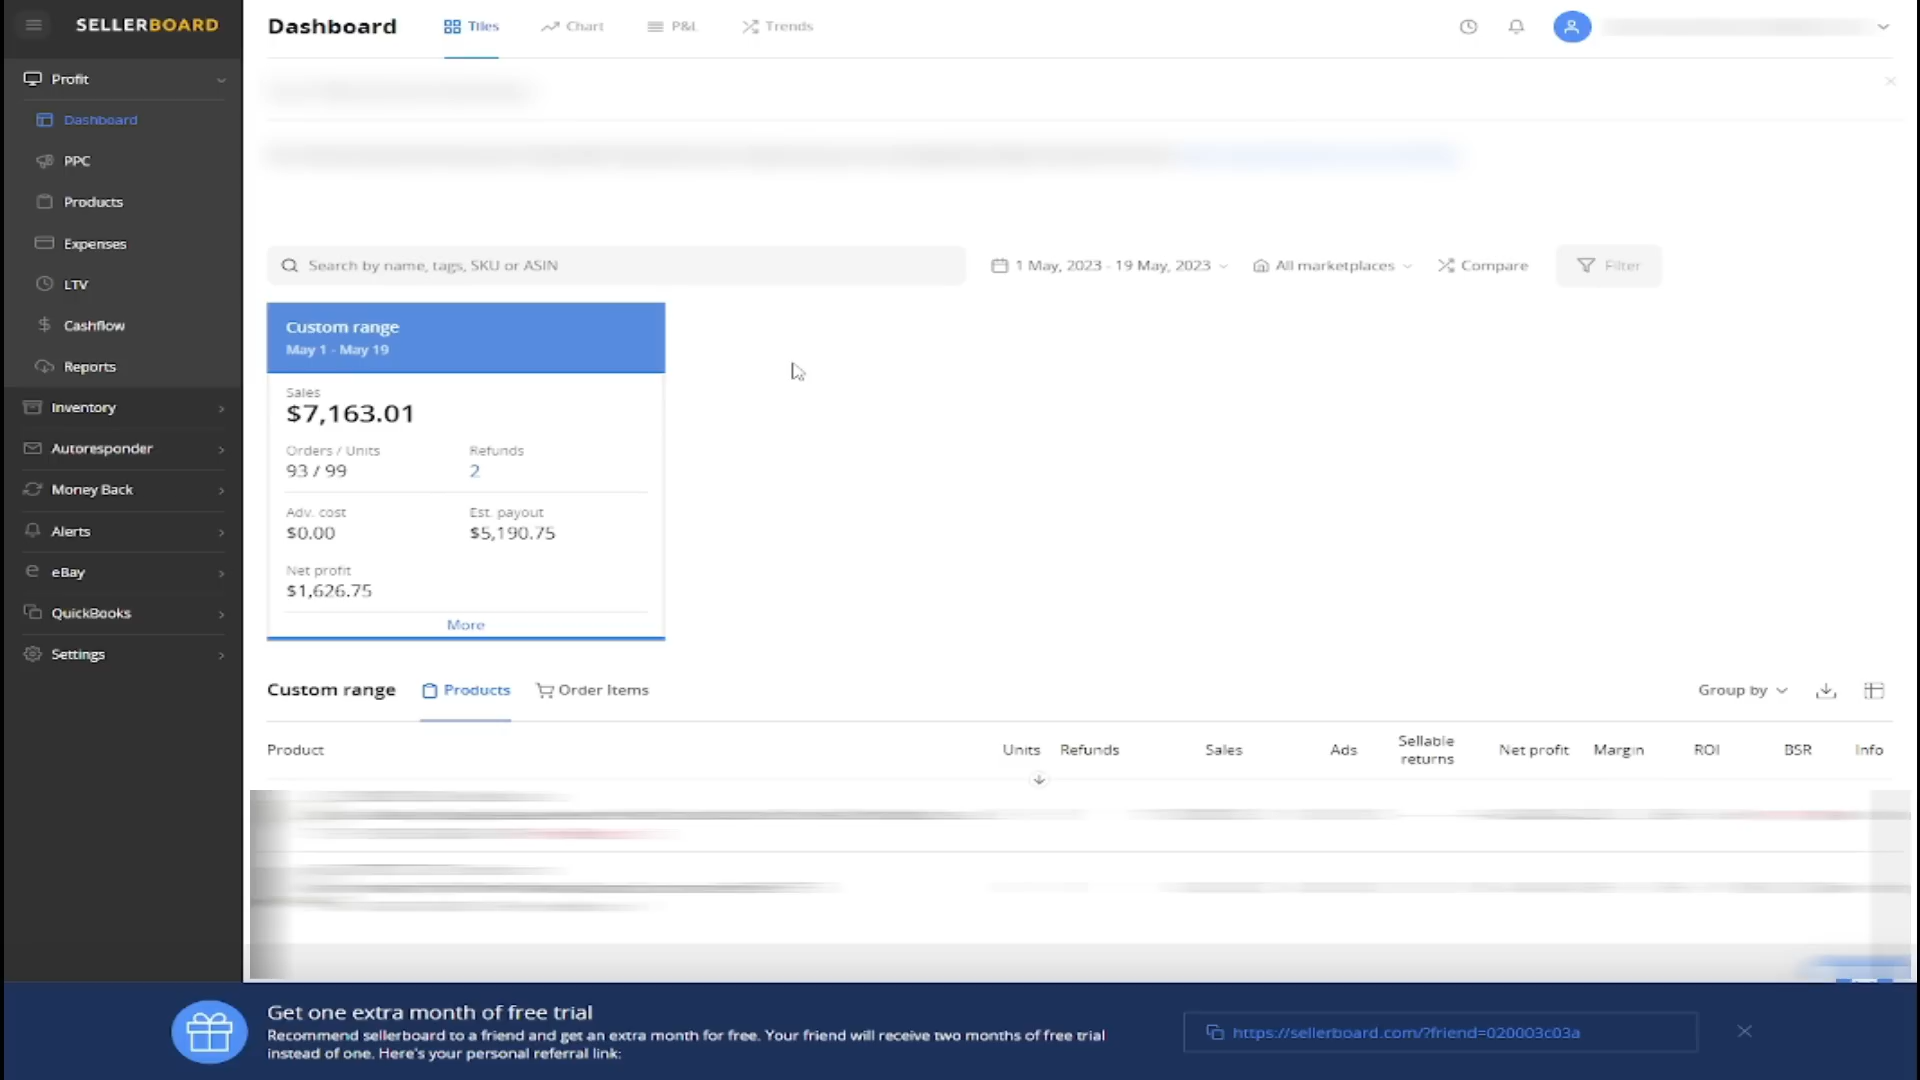 SELLERBOARD
Profit
Dashboard
PPC
Products
Expenses
LTV
Cashflow
Reports
Inventory
Autoresponder
Money Back
Alerts
eBay
QuickBooks
Settings
Dashboard
Tiles
Chart
P&L
Trends
Search by name, tags, SKU or ASIN
1 May, 2023 - 19 May, 2023
All marketplaces
Compare
Filter
Custom range
May 1 - May 19
Sales
$7,163.01
Orders / Units Refunds
93 / 99 2
Adv. cost Est. payout
$0.00 $5,190.75
Net profit
$1,626.75
More
Custom range
Products
Order Items
Group by
Product Units Refunds Sales Ads Sellable returns Net profit Margin ROI BSR Info
Get one extra month of free trial
Recommend sellerboard to a friend and get an extra month for free. Your friend will receive two months of free trial
instead of one. Here's your personal referral link:
https://sellerboard.com/?friend=020003c03a